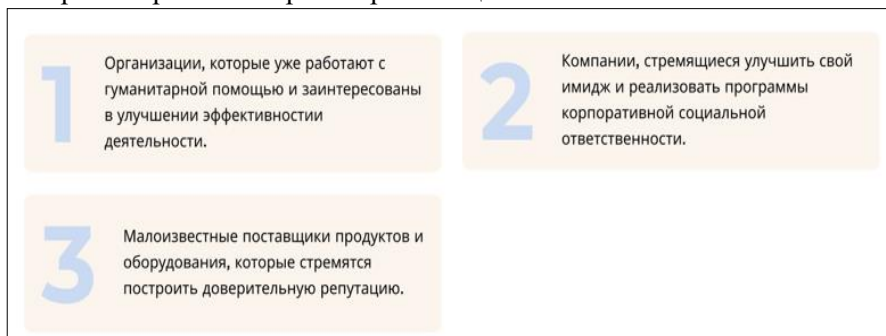 1
Организации, которые уже работают с
гуманитарной помощью и заинтересованы
в улучшении эффективностии
деятельности.
2
Компании, стремящиеся улучшить свой
имидж и реализовать программы
корпоративной социальной
ответственности.
3
Малоизвестные поставщики продуктов и
оборудования, которые стремятся
построить доверительную репутацию.